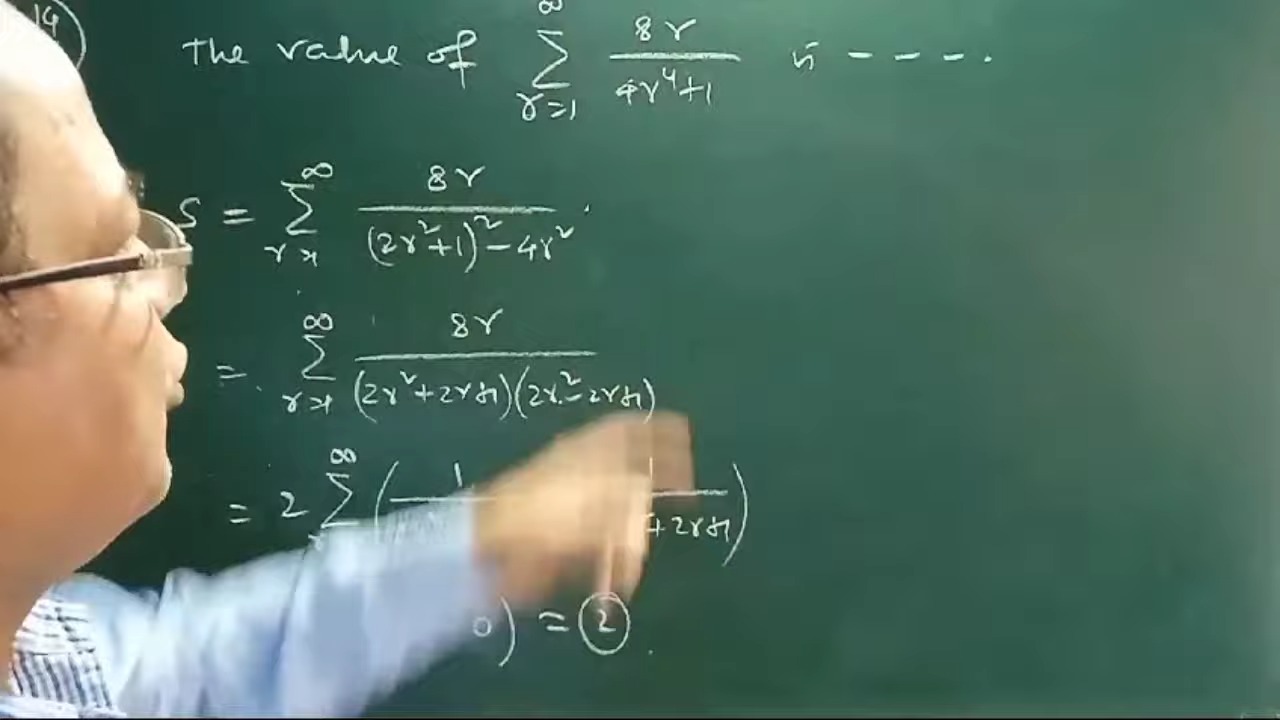 14
The value of ∞ Σ r=1 8r / 4r⁴+1 is ----.
S = ∞ Σ r=1 8r / (2r²+1)² - 4r²
= ∞ Σ r=1 8r / (2r²+2r+1)(2r²-2r+1)
= 2 ∞ Σ ( 1 / 1 / +2r+1)
0) = 2.